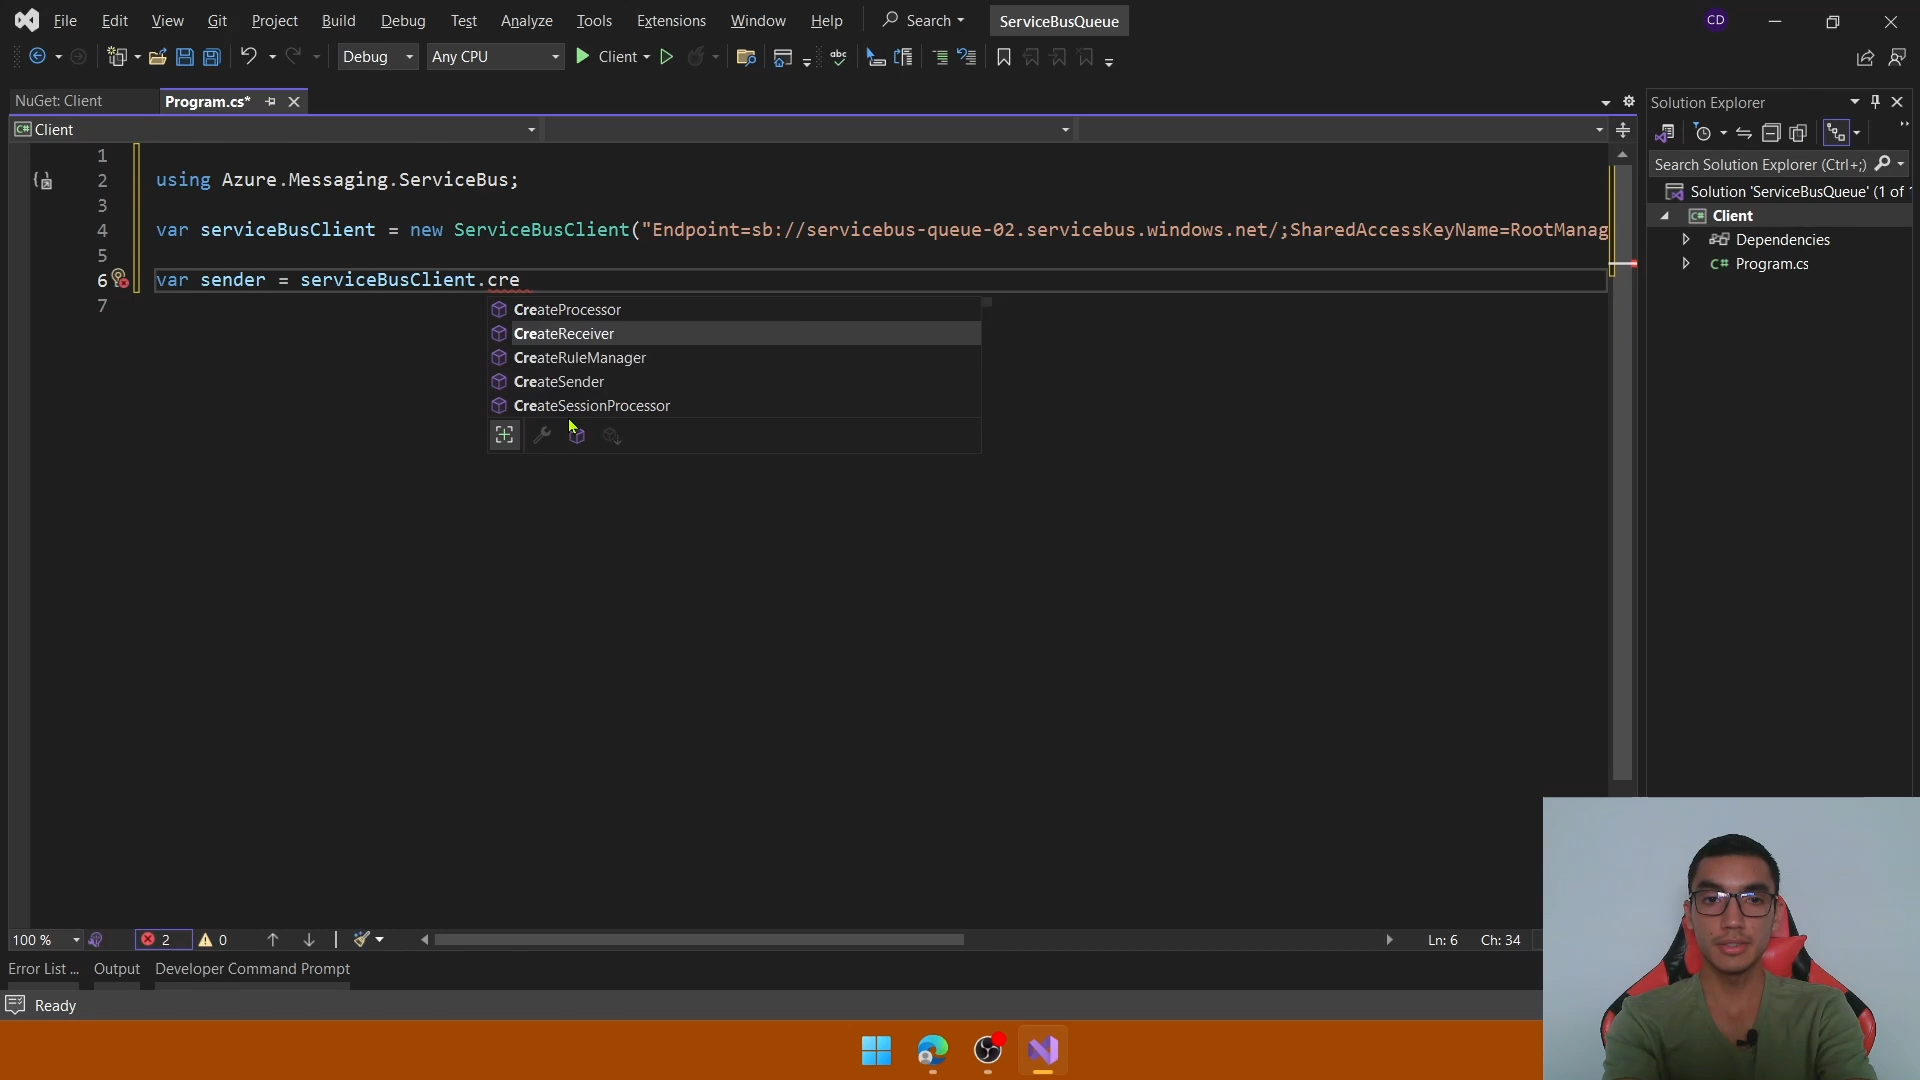 File Edit View Git Project Build Debug Test Analyze Tools Extensions Window Help Search ServiceBusQueue CD
Debug Any CPU Client abc
NuGet: Client Program.cs*
Solution Explorer
C# Client
Search Solution Explorer (Ctrl+;)
Solution 'ServiceBusQueue' (1 of 1
C# Client
Dependencies
C# Program.cs
1
2 using Azure.Messaging.ServiceBus;
3
4 var serviceBusClient = new ServiceBusClient("Endpoint=sb://servicebus-queue-02.servicebus.windows.net/;SharedAccessKeyName=RootManag
5
6 var sender = serviceBusClient.cre
7
CreateProcessor
CreateReceiver
CreateRuleManager
CreateSender
CreateSessionProcessor
100 % 2 0 Ln: 6 Ch: 34
Error List ... Output Developer Command Prompt
Ready